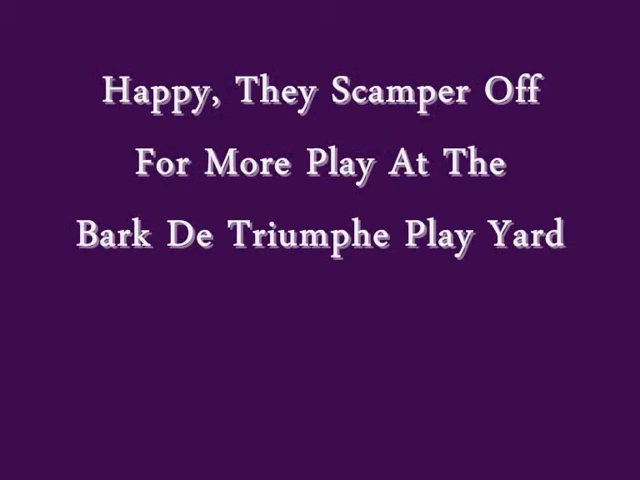 Happy, They Scamper Off
For More Play At The
Bark De Triumphe Play Yard